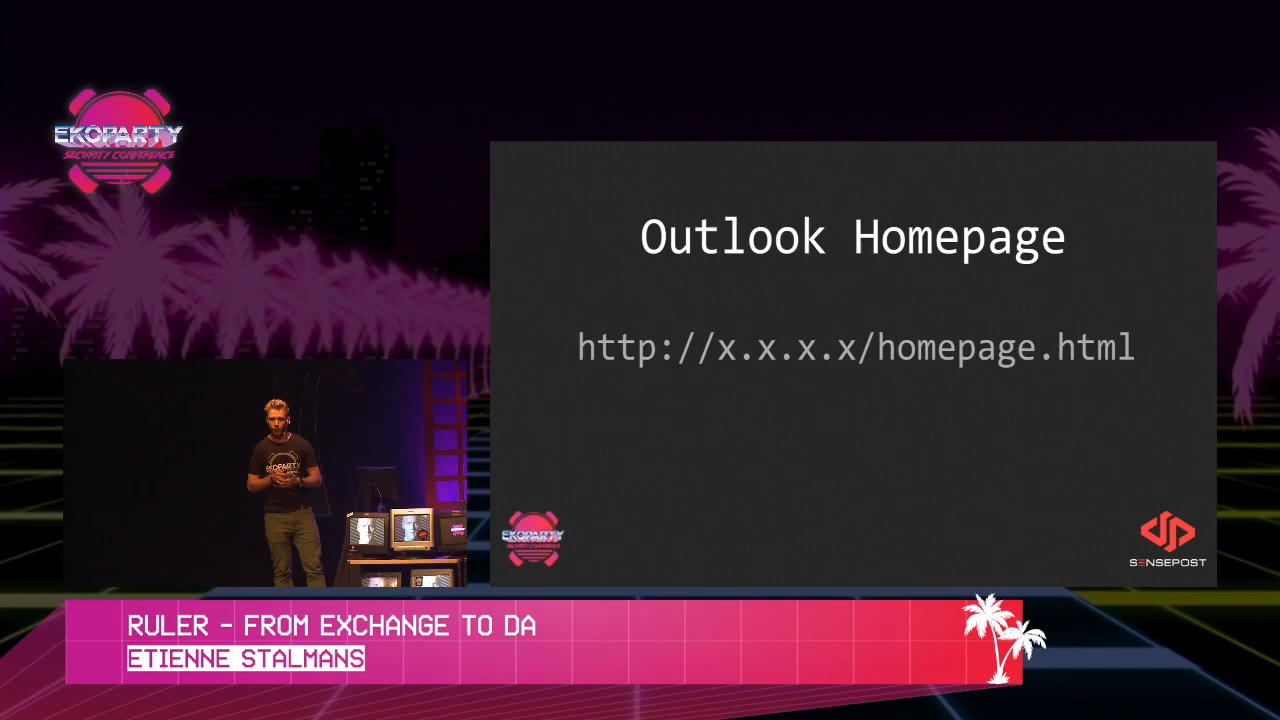 EKOPARTY
SECURITY CONFERENCE
Outlook Homepage
http://x.x.x.x/homepage.html
EKOPARTY
EKOPARTY
SECURITY CONFERENCE
SENSEPOST
RULER - FROM EXCHANGE TO DA
ETIENNE STALMANS